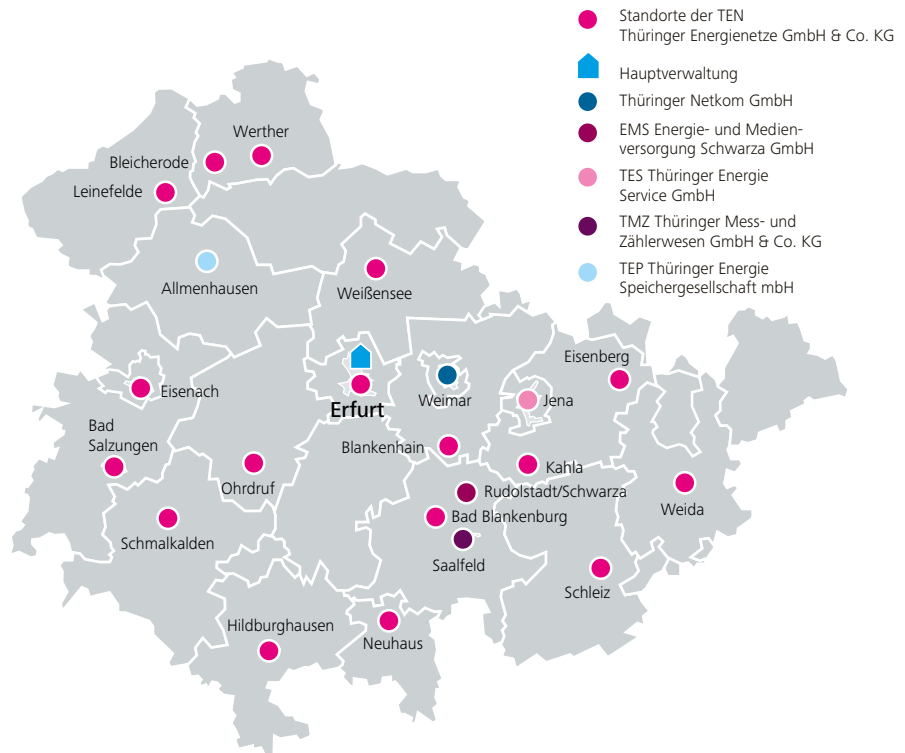 Standorte der TEN
Thüringer Energienetze GmbH & Co. KG
Hauptverwaltung
Thüringer Netkom GmbH
EMS Energie- und Medien-
versorgung Schwarza GmbH
TES Thüringer Energie
Service GmbH
TMZ Thüringer Mess- und
Zählerwesen GmbH & Co. KG
TEP Thüringer Energie
Speichergesellschaft mbH
Werther
Bleicherode
Leinefelde
Allmenhausen
Weißensee
Eisenberg
Eisenach
Erfurt
Weimar
Jena
Bad
Salzungen
Blankenhain
Ohrdruf
Kahla
Rudolstadt/Schwarza
Weida
Bad Blankenburg
Schmalkalden
Saalfeld
Schleiz
Hildburghausen
Neuhaus